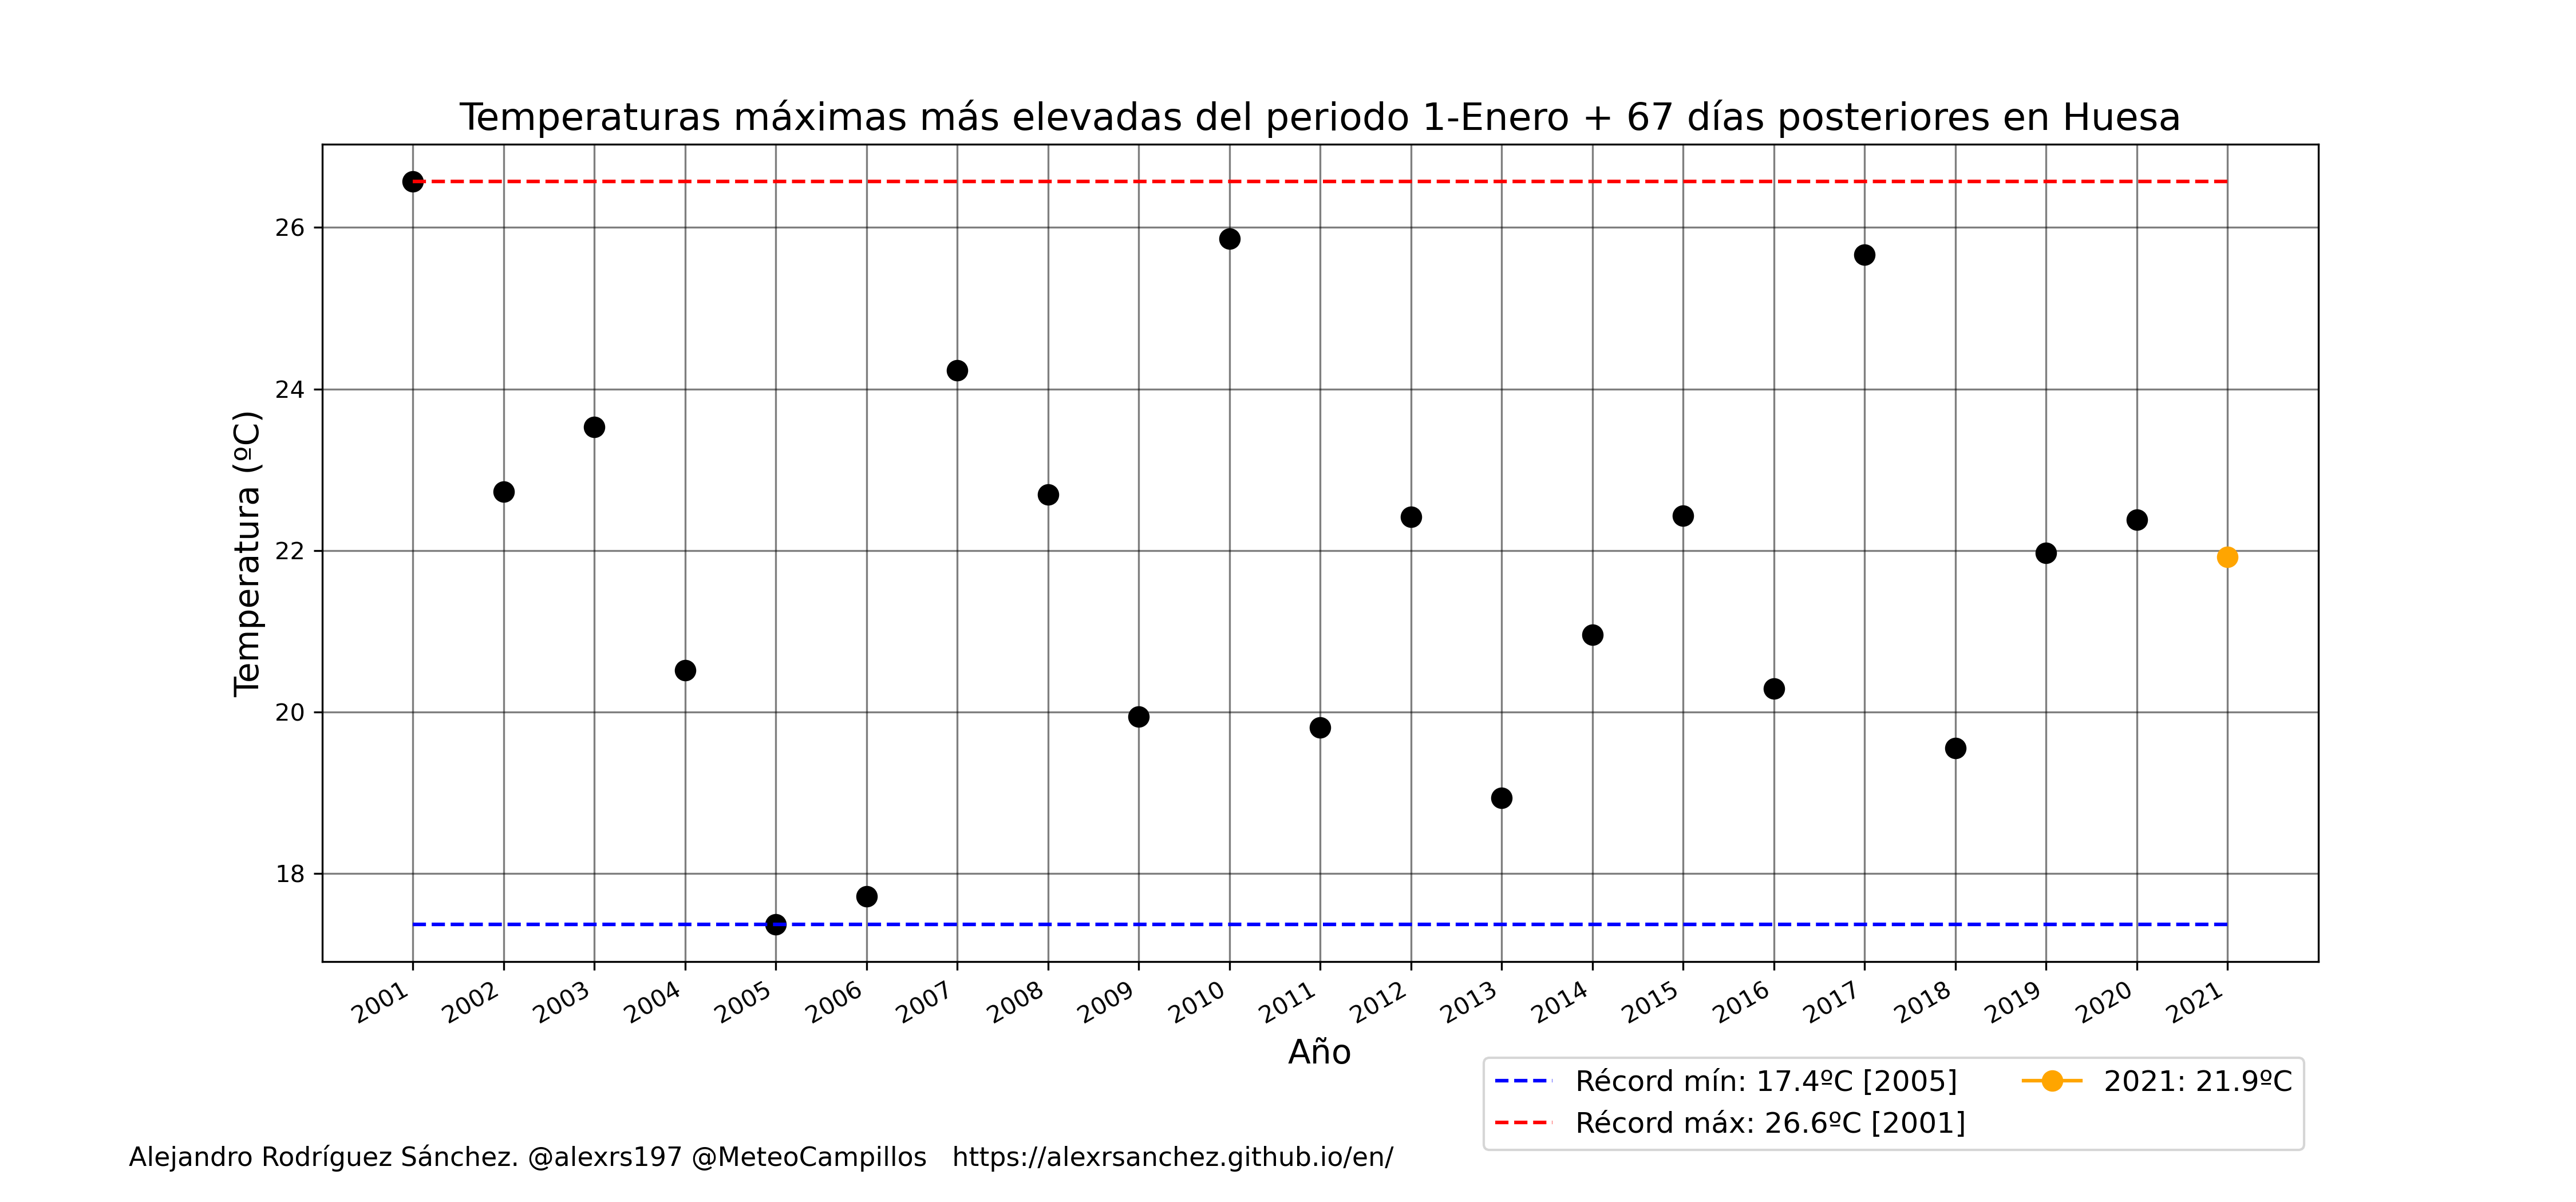 Temperaturas máximas más elevadas del periodo 1-Enero + 67 días posteriores en Huesa
Temperatura (ºC)
26
24
22
20
18
2001 2002 2003 2004 2005 2006 2007 2008 2009 2010 2011 2012 2013 2014 2015 2016 2017 2018 2019 2020 2021
Año
Récord mín: 17.4ºC [2005]
Récord máx: 26.6ºC [2001]
2021: 21.9ºC
Alejandro Rodríguez Sánchez. @alexrs197 @MeteoCampillos https://alexrsanchez.github.io/en/